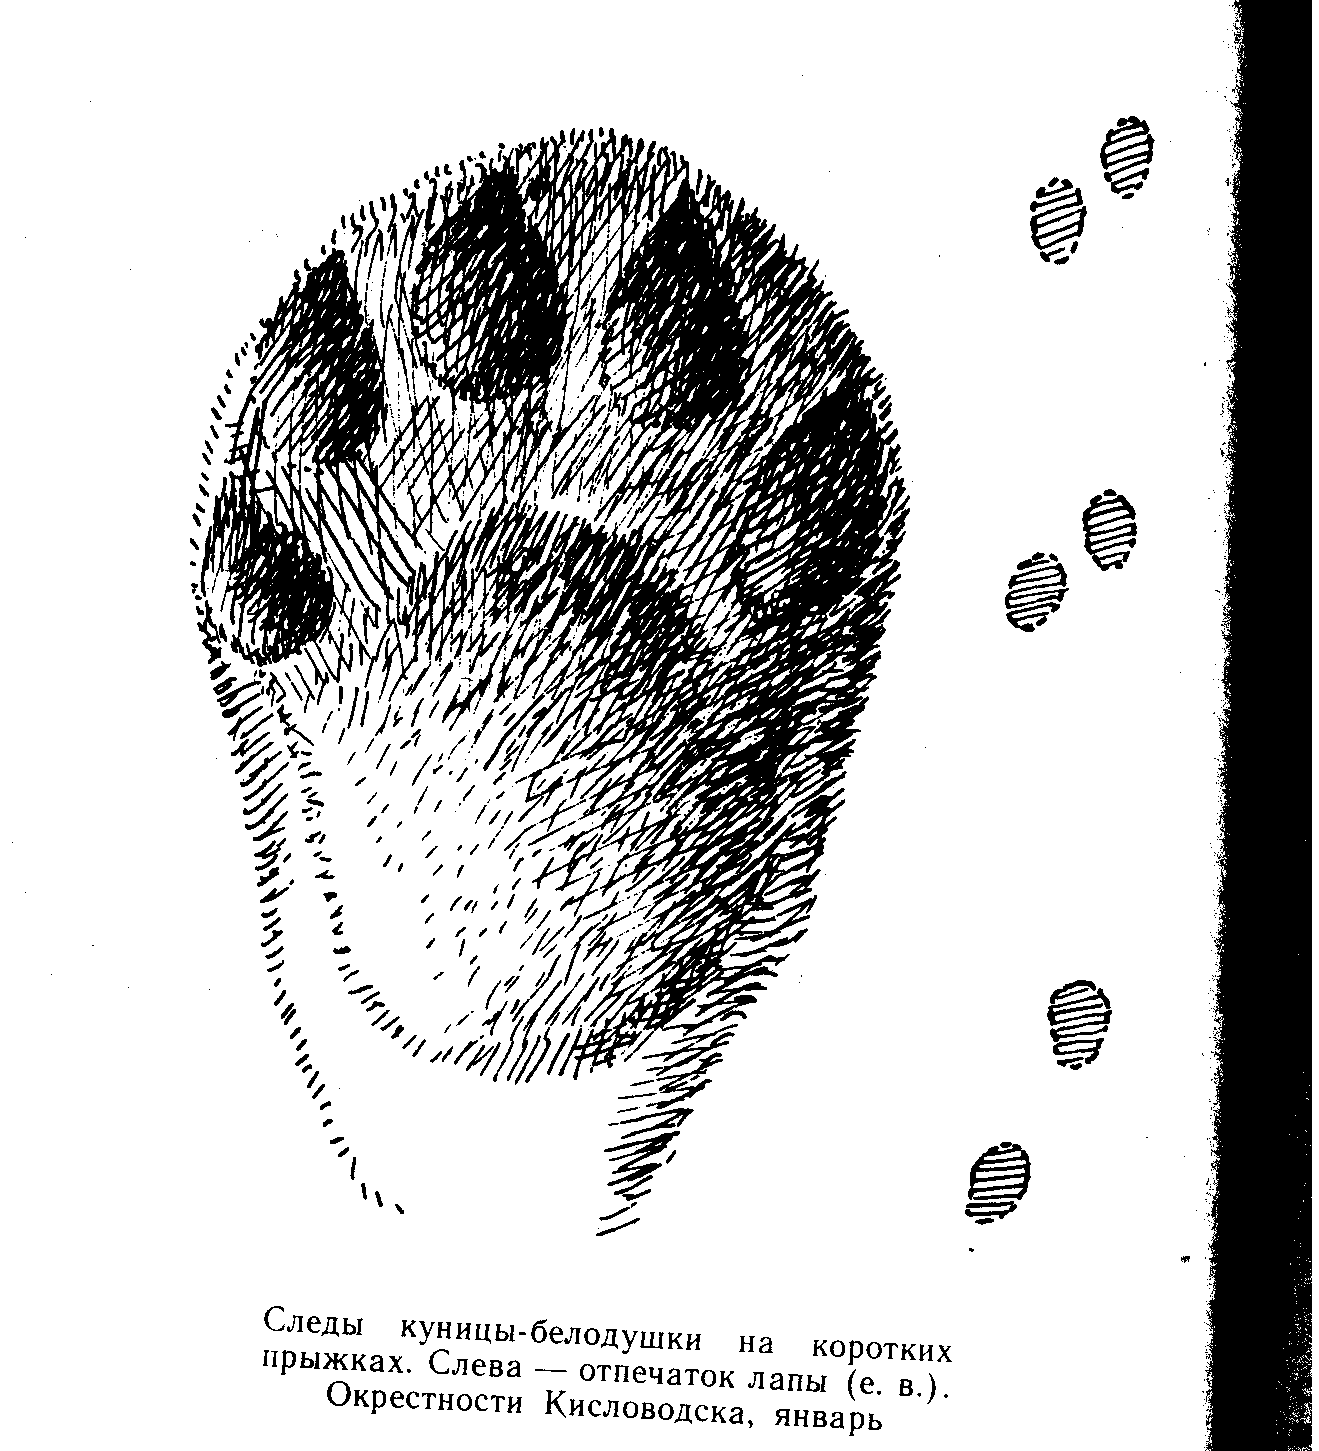 Следы куницы-белодушки на коротких
прыжках. Слева — отпечаток лапы (е. в.).
Окрестности Кисловодска, январь